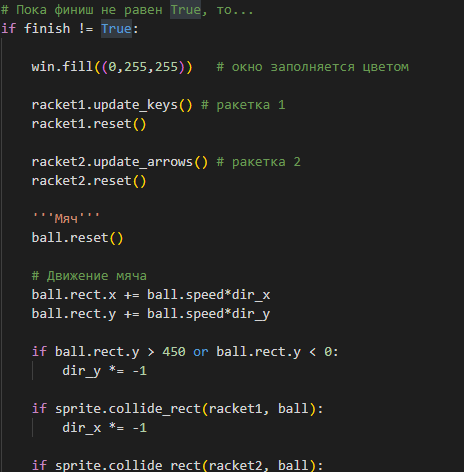 # Пока финиш не равен True, то...
if finish != True:
win.fill((0,255,255))   # окно заполняется цветом
racket1.update_keys() # ракетка 1
racket1.reset()
racket2.update_arrows() # ракетка 2
racket2.reset()
'''Мяч'''
ball.reset()
# Движение мяча
ball.rect.x += ball.speed*dir_x
ball.rect.y += ball.speed*dir_y
if ball.rect.y > 450 or ball.rect.y < 0:
dir_y *= -1
if sprite.collide_rect(racket1, ball):
dir_x *= -1
if sprite.collide_rect(racket2, ball):